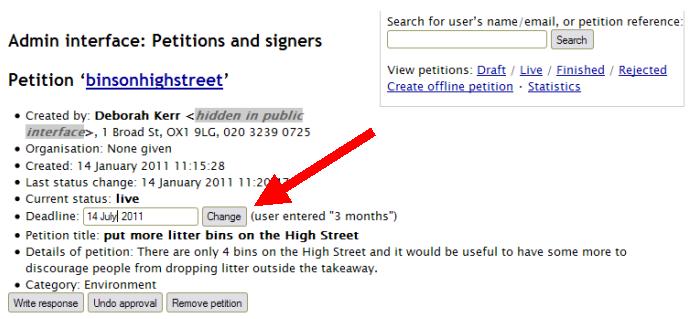 Search for user's name/email, or petition reference:
Search
Admin interface: Petitions and signers
View petitions: Draft / Live / Finished / Rejected
Create offline petition · Statistics
Petition ‘binsonhighstreet’
• Created by: Deborah Kerr <hidden in public
interface>, 1 Broad St, OX1 9LG, 020 3239 0725
• Organisation: None given
• Created: 14 January 2011 11:15:28
• Last status change: 14 January 2011
• Current status: live
• Deadline: 14 July 2011 Change (user entered "3 months")
• Petition title: put more litter bins on the High Street
• Details of petition: There are only 4 bins on the High Street and it would be useful to have some more to
discourage people from dropping litter outside the takeaway.
• Category: Environment
Write response Undo approval Remove petition